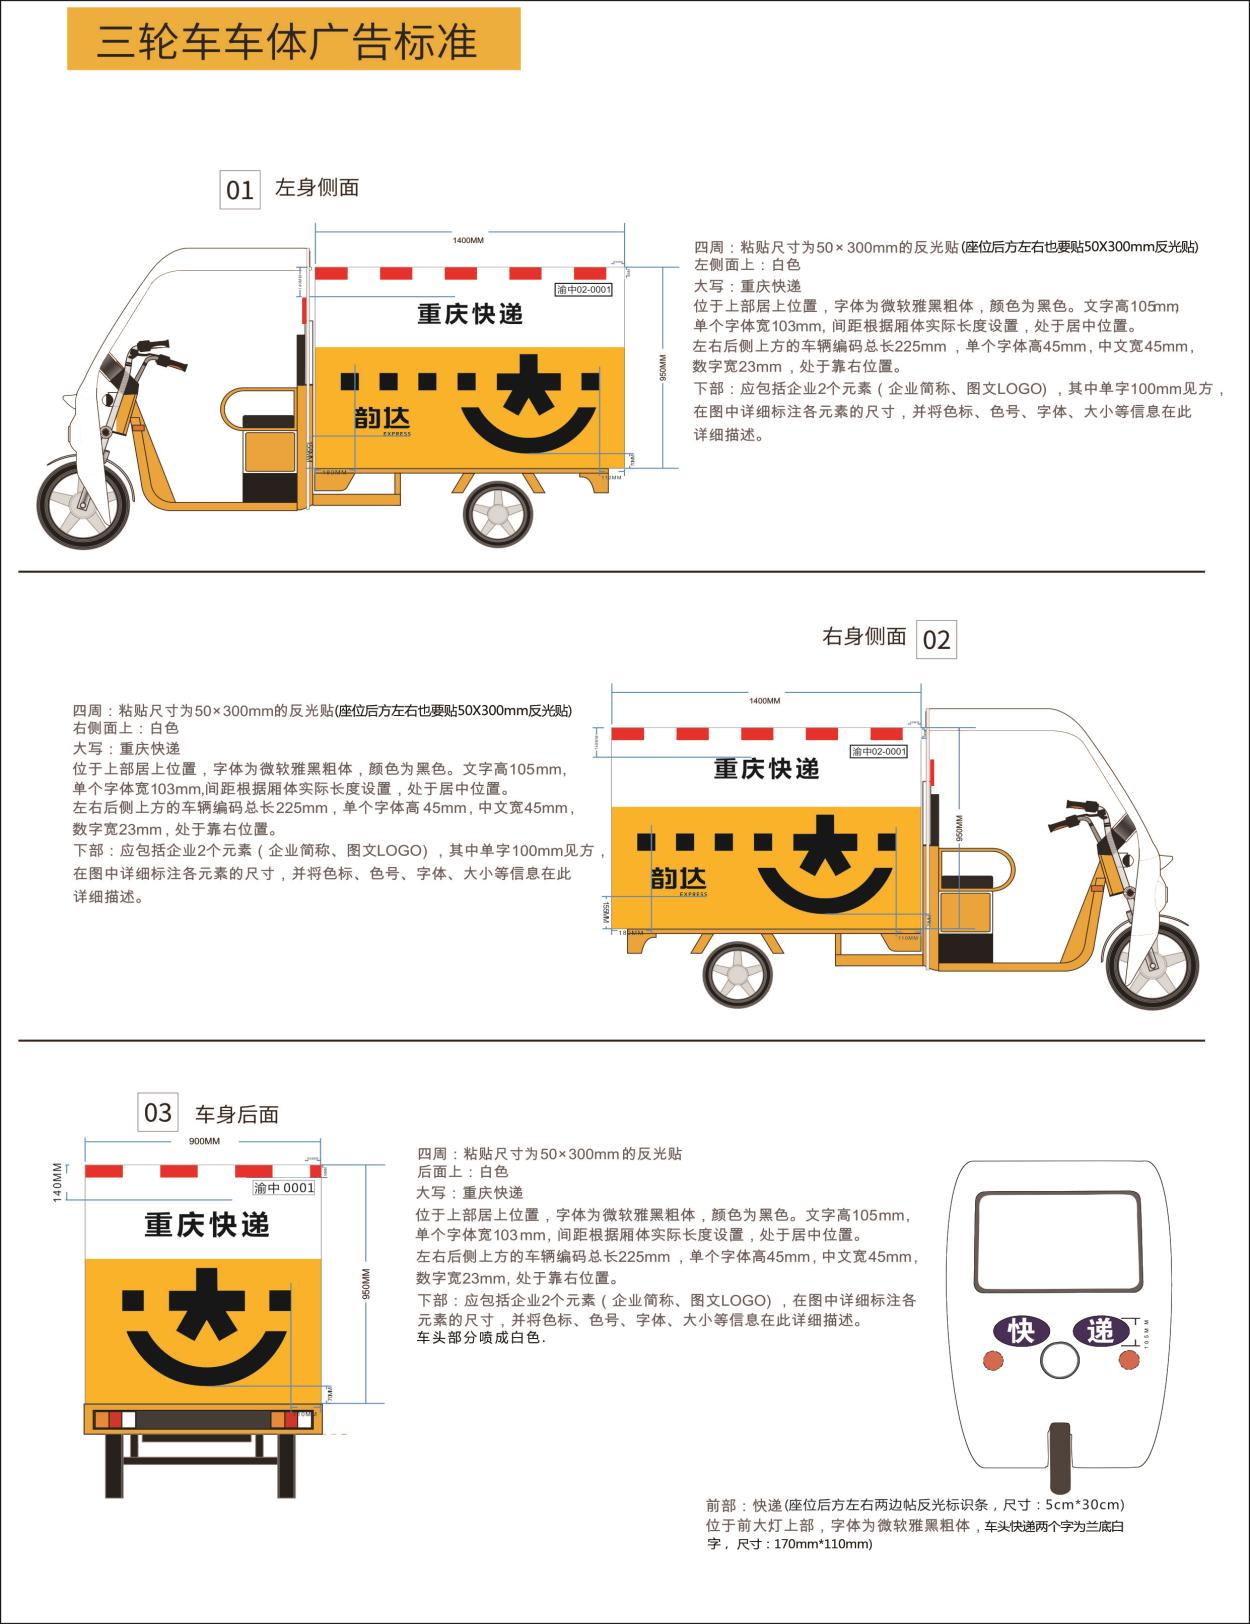 三轮车车体广告标准
01 左身侧面
1400MM
渝中02-0001
重庆快递
950MM
韵达
EXPRESS
155MM
180MM
70MM
110MM
四周：粘贴尺寸为50×300mm的反光贴(座位后方左右也要贴50X300mm反光贴)
左侧面上：白色
大写：重庆快递
位于上部居上位置，字体为微软雅黑粗体，颜色为黑色。文字高105mm,
单个字体宽103mm, 间距根据厢体实际长度设置，处于居中位置。
左右后侧上方的车辆编码总长225mm ，单个字体高45mm, 中文宽45mm,
数字宽23mm ，处于靠右位置。
下部：应包括企业2个元素（企业简称、图文LOGO），其中单字100mm见方，
在图中详细标注各元素的尺寸，并将色标、色号、字体、大小等信息在此
详细描述。
右身侧面 02
四周：粘贴尺寸为50×300mm的反光贴(座位后方左右也要贴50X300mm反光贴)
右侧面上：白色
大写：重庆快递
位于上部居上位置，字体为微软雅黑粗体，颜色为黑色。文字高105mm,
单个字体宽103mm,间距根据厢体实际长度设置，处于居中位置。
左右后侧上方的车辆编码总长225mm，单个字体高 45mm, 中文宽45mm,
数字宽23mm, 处于靠右位置。
下部：应包括企业2个元素（企业简称、图文LOGO），其中单字100mm见方，
在图中详细标注各元素的尺寸，并将色标、色号、字体、大小等信息在此
详细描述。
1400MM
渝中02-0001
重庆快递
950MM
韵达
EXPRESS
155MM
180MM
110MM
03 车身后面
900MM
140MM
渝中 0001
重庆快递
950MM
70MM
110MM
四周：粘贴尺寸为50×300mm 的反光贴
后面上：白色
大写：重庆快递
位于上部居上位置，字体为微软雅黑粗体，颜色为黑色。文字高105mm,
单个字体宽103 mm, 间距根据厢体实际长度设置，处于居中位置。
左右后侧上方的车辆编码总长225mm ，单个字体高45mm, 中文宽45mm,
数字宽23mm, 处于靠右位置。
下部：应包括企业2个元素（企业简称、图文LOGO），在图中详细标注各
元素的尺寸，并将色标、色号、字体、大小等信息在此详细描述。
车头部分喷成白色.
快 递
105MM
前部：快递(座位后方左右两边帖反光标识条，尺寸：5cm*30cm)
位于前大灯上部，字体为微软雅黑粗体，车头快递两个字为兰底白
字，尺寸：170mm*110mm)